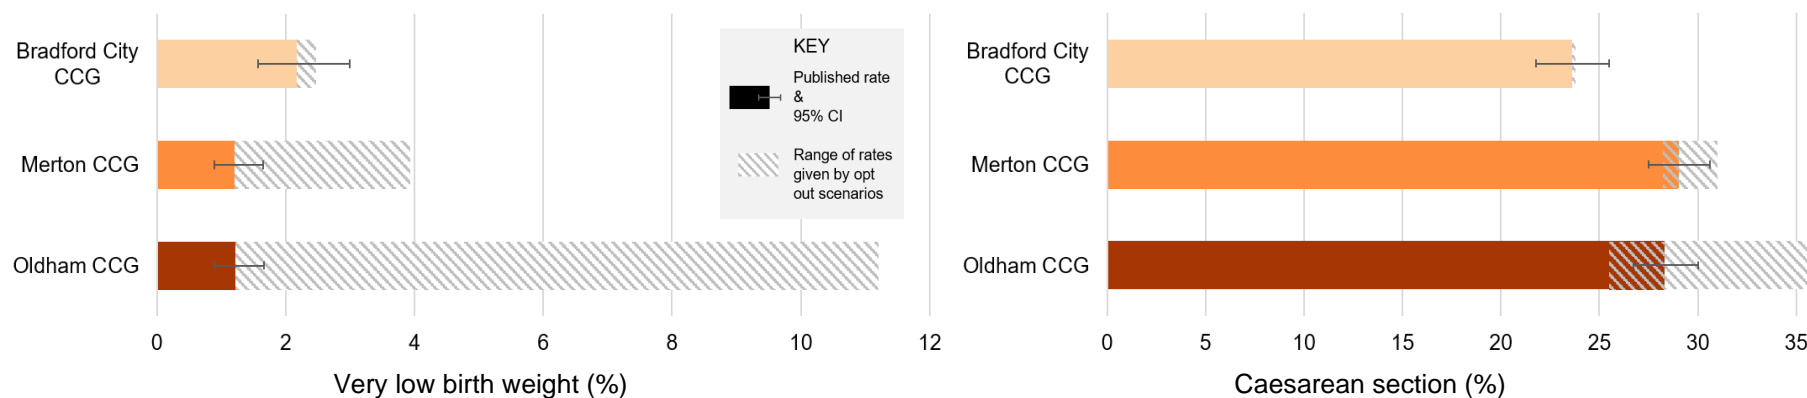 Bradford City
CCG
Merton CCG
Oldham CCG
0 2 4 6 8 10 12
Very low birth weight (%)
KEY
Published rate
&
95% CI
Range of rates
given by opt
out scenarios
Bradford City
CCG
Merton CCG
Oldham CCG
0 5 10 15 20 25 30 35
Caesarean section (%)